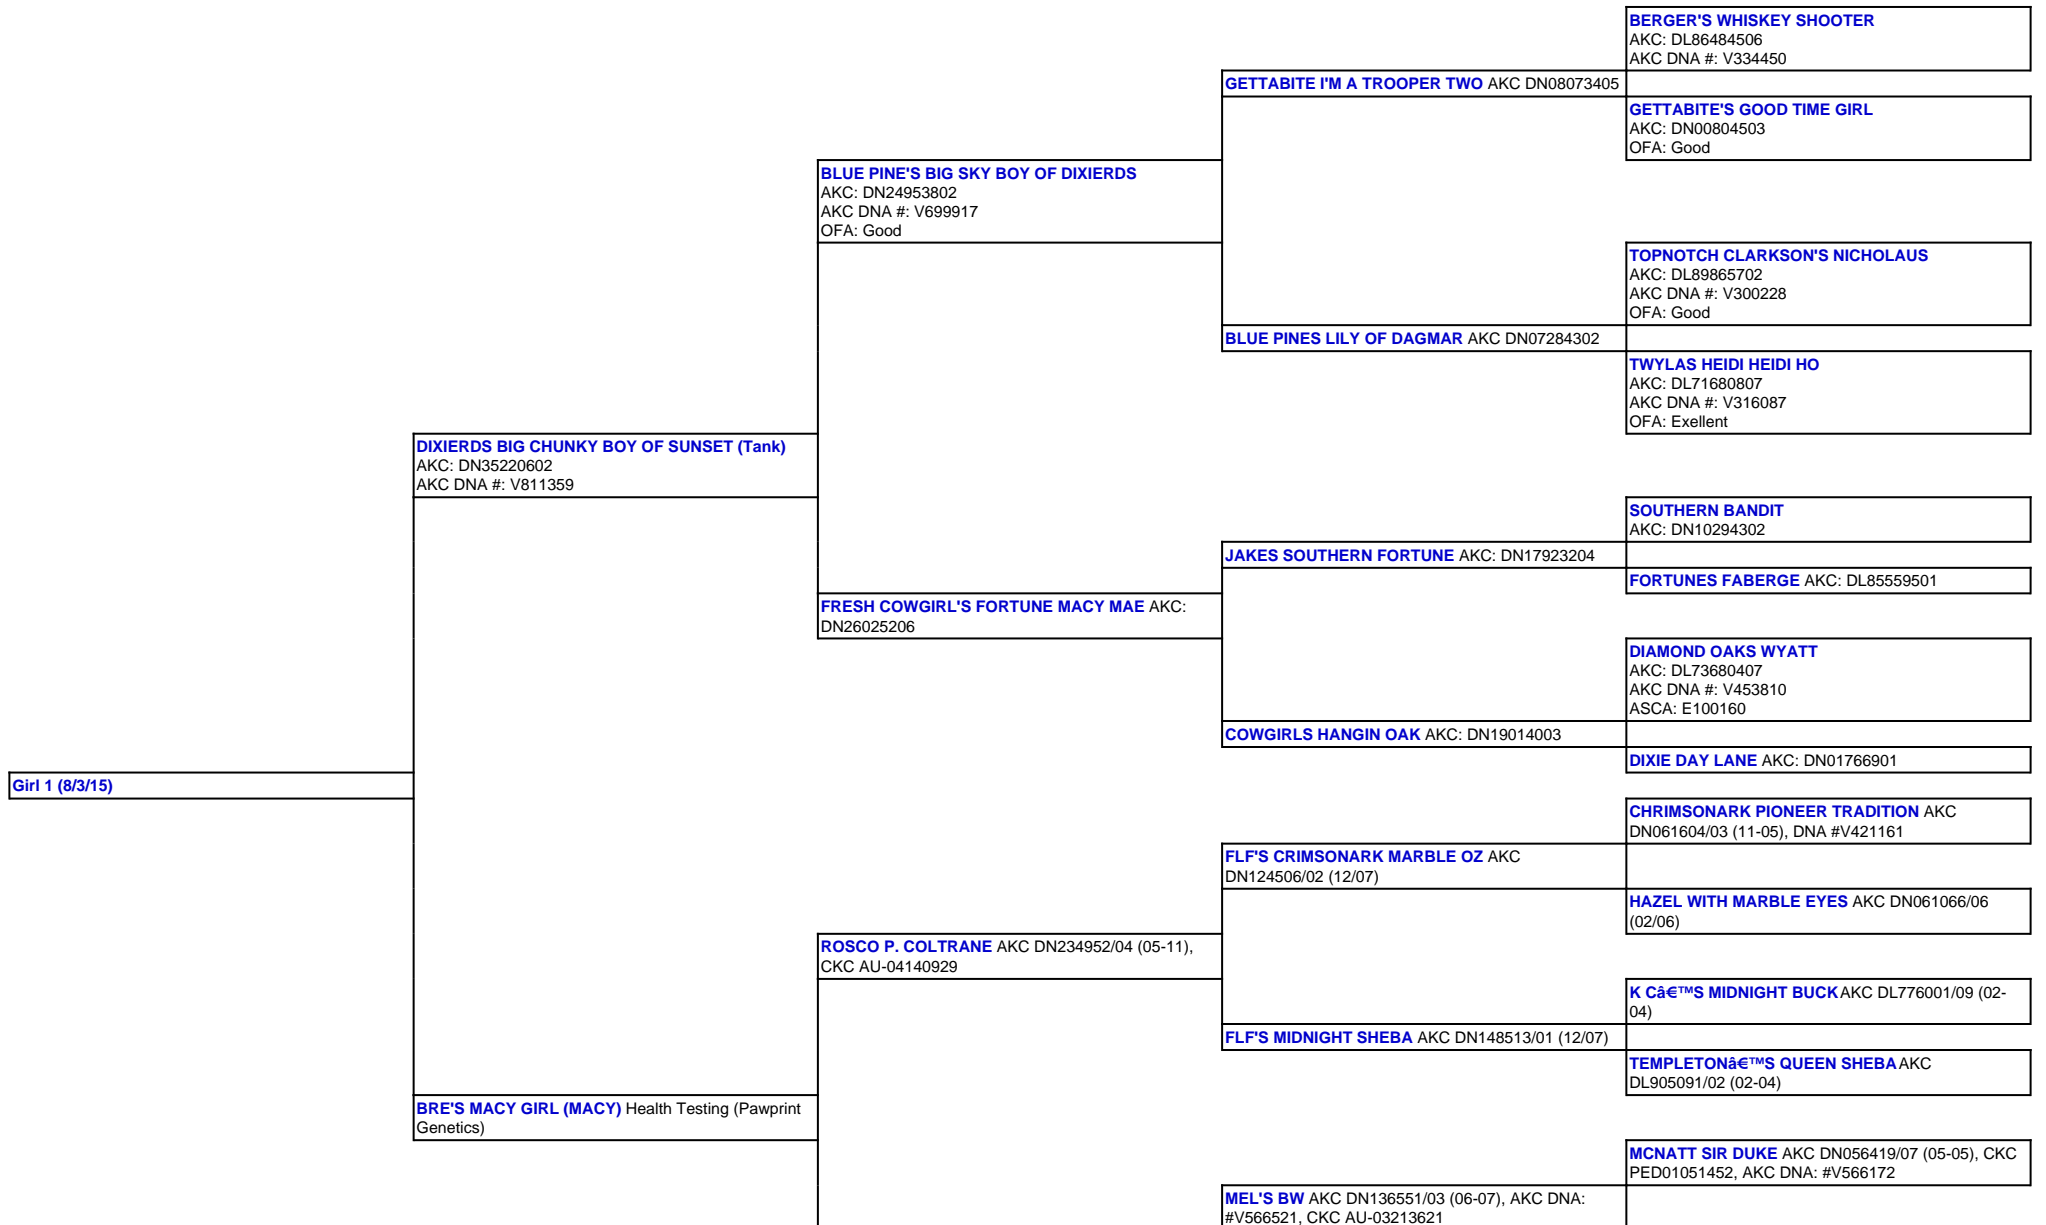 BERGER'S WHISKEY SHOOTER
AKC: DL86484506
AKC DNA #: V334450
GETTABITE I'M A TROOPER TWO AKC DN08073405
GETTABITE'S GOOD TIME GIRL
AKC: DN00804503
OFA: Good
BLUE PINE'S BIG SKY BOY OF DIXIERDS
AKC: DN24953802
AKC DNA #: V699917
OFA: Good
TOPNOTCH CLARKSON'S NICHOLAUS
AKC: DL89865702
AKC DNA #: V300228
OFA: Good
BLUE PINES LILY OF DAGMAR AKC DN07284302
TWYLAS HEIDI HEIDI HO
AKC: DL71680807
AKC DNA #: V316087
OFA: Exellent
DIXIERDS BIG CHUNKY BOY OF SUNSET (Tank)
AKC: DN35220602
AKC DNA #: V811359
SOUTHERN BANDIT
AKC: DN10294302
JAKES SOUTHERN FORTUNE AKC: DN17923204
FORTUNES FABERGE AKC: DL85559501
FRESH COWGIRL'S FORTUNE MACY MAE AKC:
DN26025206
DIAMOND OAKS WYATT
AKC: DL73680407
AKC DNA #: V453810
ASCA: E100160
COWGIRLS HANGIN OAK AKC: DN19014003
DIXIE DAY LANE AKC: DN01766901
Girl 1 (8/3/15)
CHRIMSONARK PIONEER TRADITION AKC
DN061604/03 (11-05), DNA #V421161
FLF'S CRIMSONARK MARBLE OZ AKC
DN124506/02 (12/07)
HAZEL WITH MARBLE EYES AKC DN061066/06
(02/06)
ROSCO P. COLTRANE AKC DN234952/04 (05-11),
CKC AU-04140929
K Câ€™S MIDNIGHT BUCK AKC DL776001/09 (02-
04)
FLF'S MIDNIGHT SHEBA AKC DN148513/01 (12/07)
TEMPLETONâ€™S QUEEN SHEBA AKC
DL905091/02 (02-04)
BRE'S MACY GIRL (MACY) Health Testing (Pawprint
Genetics)
MCNATT SIR DUKE AKC DN056419/07 (05-05), CKC
PED01051452, AKC DNA: #V566172
MEL'S BW AKC DN136551/03 (06-07), AKC DNA:
#V566521, CKC AU-03213621